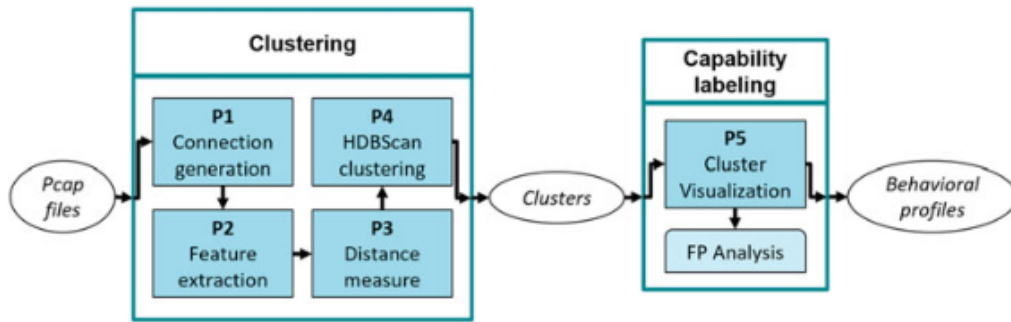 Clustering
Capability
labeling
P1
Connection
generation
P4
HDBScan
clustering
P5
Cluster
Visualization
Pcap
files
Clusters
Behavioral
profiles
P2
Feature
extraction
P3
Distance
measure
FP Analysis